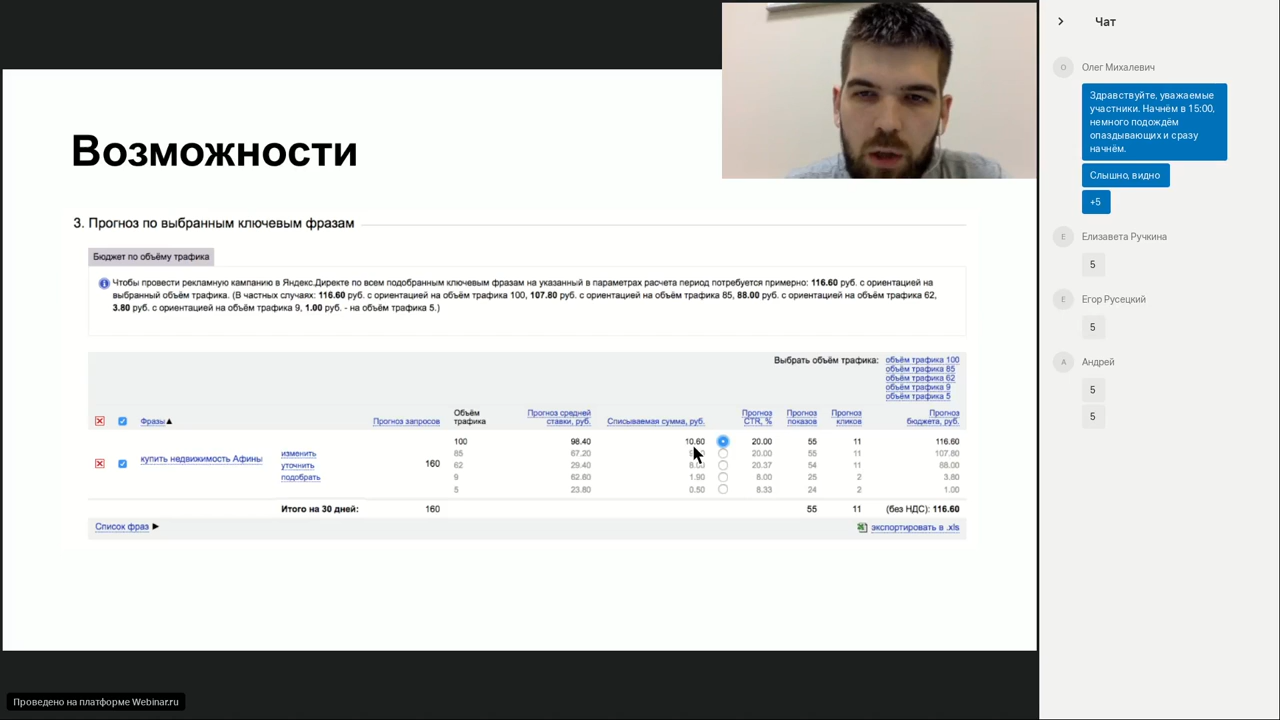 Возможности
3. Прогноз по выбранным ключевым фразам
Бюджет по объёму трафика
Чтобы провести рекламную кампанию в Яндекс.Директе по всем подобранным ключевым фразам на указанный в параметрах расчета период потребуется примерно: 116.60 руб. с ориентацией на
выбранный объём трафика. (В частных случаях: 116.60 руб. с ориентацией на объём трафика 100, 107.80 руб. с ориентацией на объём трафика 85, 88.00 руб. с ориентацией на объём трафика 62,
3.80 руб. с ориентацией на объём трафика 9, 1.00 руб. - на объём трафика 5.)
Выбрать объём трафика: объём трафика 100
объём трафика 85
объём трафика 62
объём трафика 9
объём трафика 5
Фразы▲ Прогноз запросов Объём трафика Прогноз средней ставки, руб. Списываемая сумма, руб. Прогноз CTR, % Прогноз показов Прогноз кликов Прогноз бюджета, руб.
100 98.40 10.60 20.00 55 11 116.60
изменить 85 67.20 20.00 55 11 107.80
купить недвижимость Афины уточнить 160 62 29.40 8.00 20.37 54 11 88.00
подобрать 9 62.60 1.90 8.00 25 2 3.80
5 23.80 0.50 8.33 24 2 1.00
Итого на 30 дней: 160 55 11 (без НДС): 116.60
Список фраз ► экспортировать в .xls
Проведено на платформе Webinar.ru
Чат
О Олег Михалевич
Здравствуйте, уважаемые
участники. Начнём в 15:00,
немного подождём
опаздывающих и сразу
начнём.
Слышно, видно
+5
Е Елизавета Ручкина
5
Е Егор Русецкий
5
А Андрей
5
5